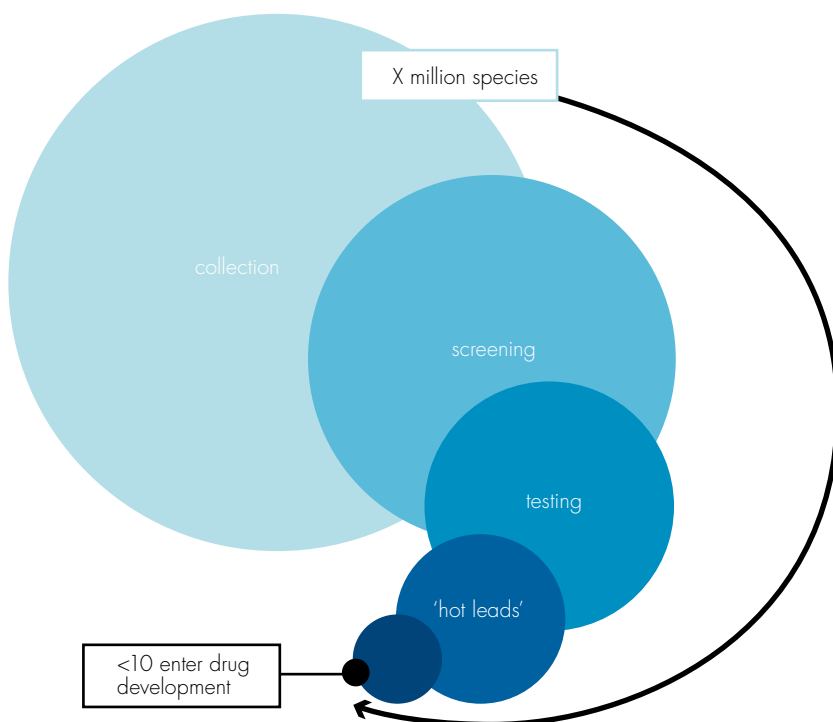 X million species
collection
screening
testing
‘hot leads’
<10 enter drug
development